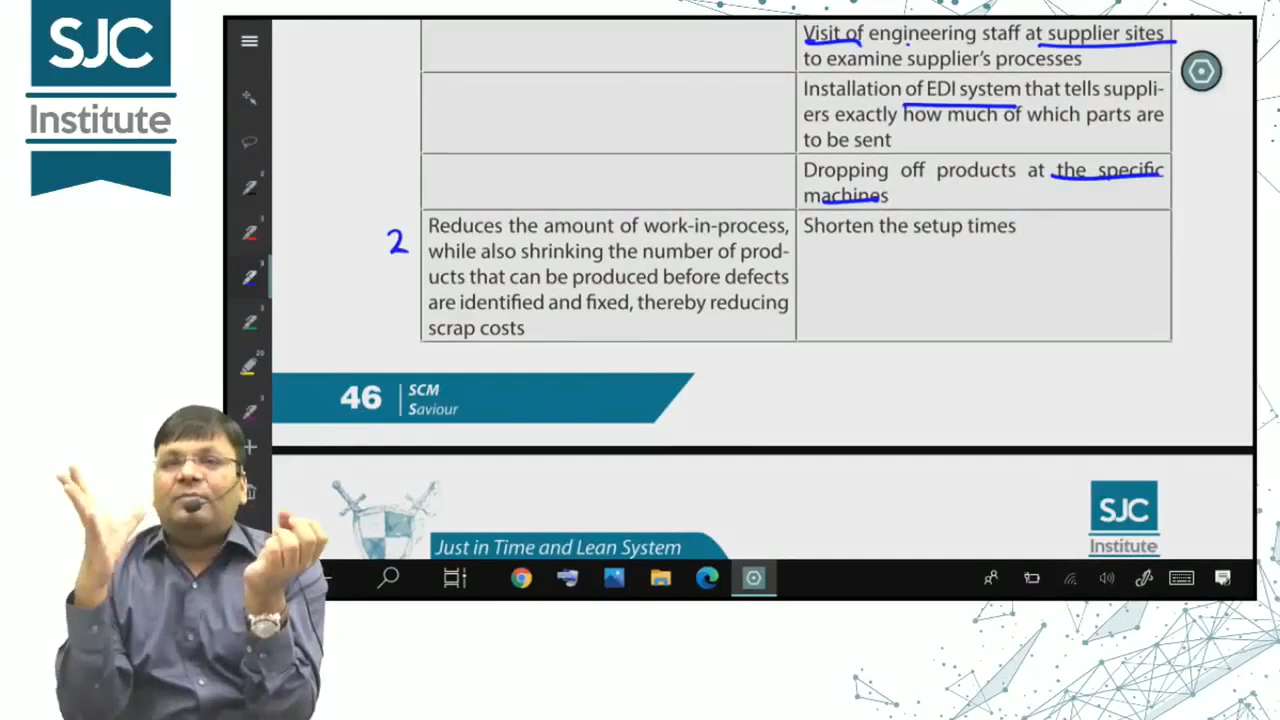 SJC
Institute
Visit of engineering staff at supplier sites
to examine supplier's processes
Installation of EDI system that tells suppli-
ers exactly how much of which parts are
to be sent
Dropping off products at the specific
machines
2
Reduces the amount of work-in-process,
while also shrinking the number of prod-
ucts that can be produced before defects
are identified and fixed, thereby reducing
scrap costs
Shorten the setup times
46
SCM
Saviour
SJC
Institute
Just in Time and Lean System